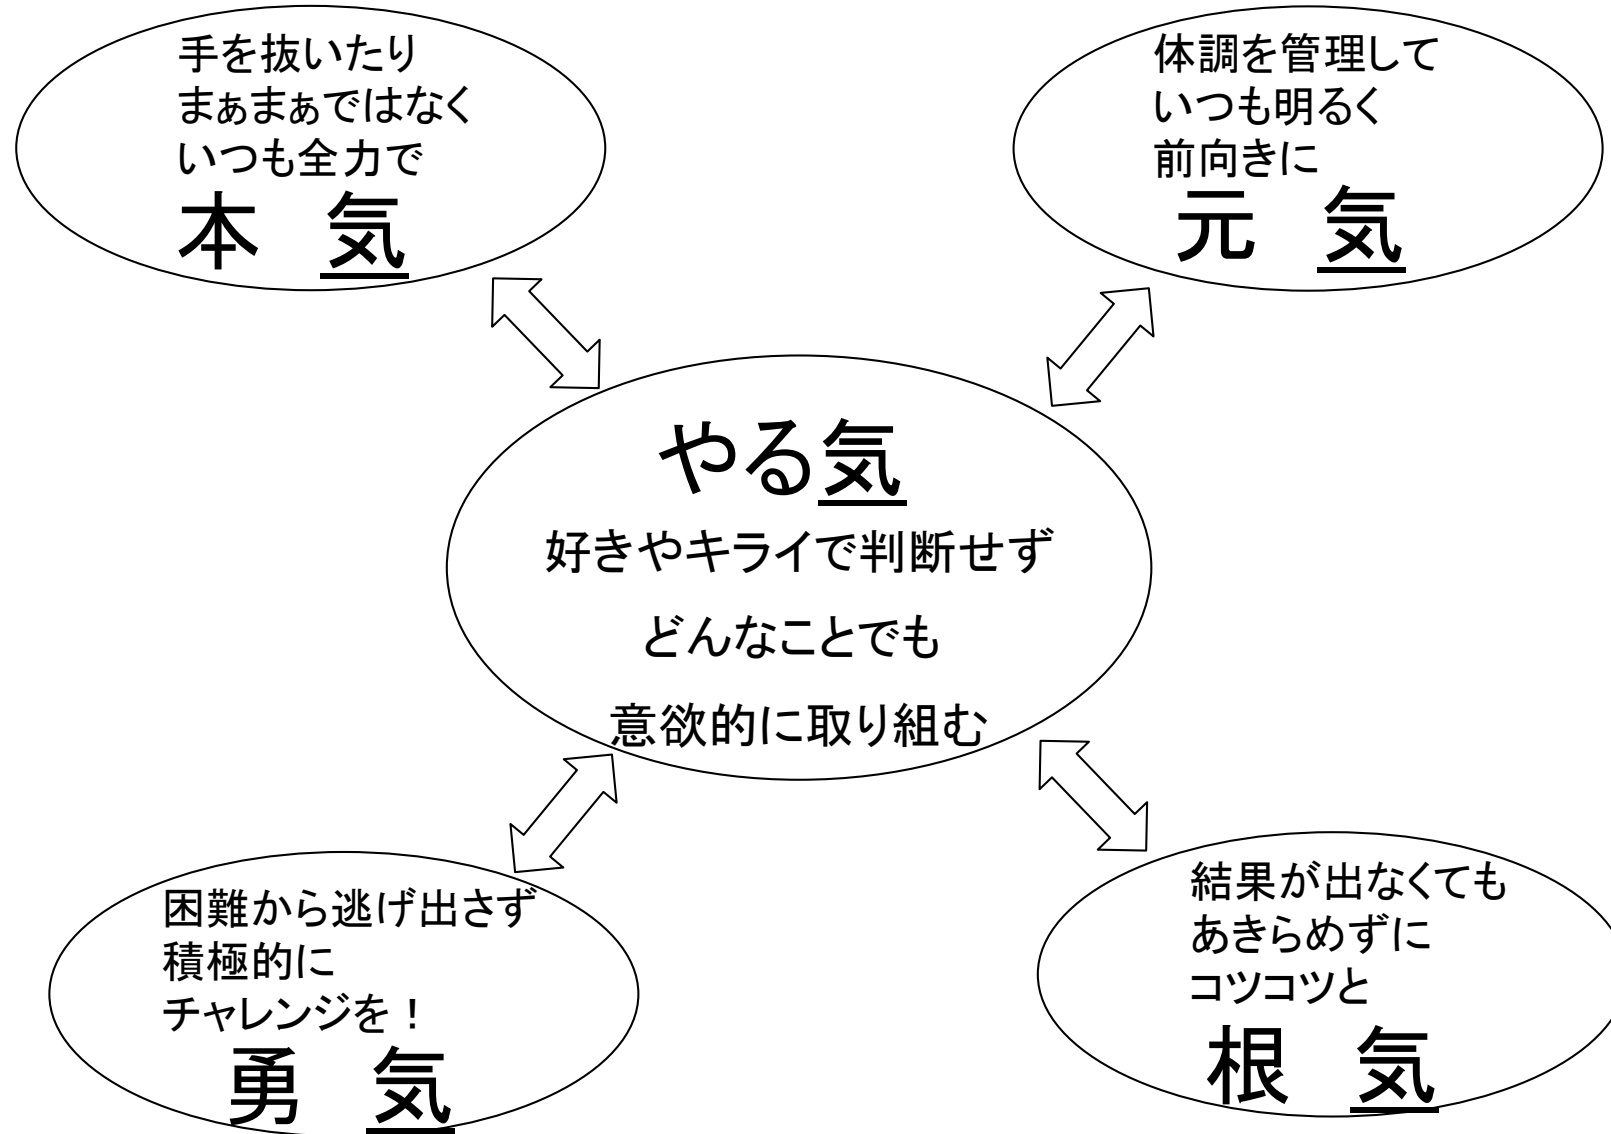 手を抜いたり
まぁまぁではなく
いつも全力で
本　気
体調を管理して
いつも明るく
前向きに
元　気
やる気
好きやキライで判断せず
どんなことでも
意欲的に取り組む
困難から逃げ出さず
積極的に
チャレンジを！
勇　気
結果が出なくても
あきらめずに
コツコツと
根　気